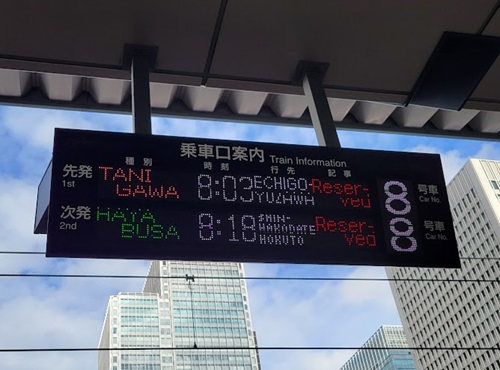 乗車口案内 Train Information
種別 時刻 行先 記事
先発 1st TANI GAWA 8:03 ECHIGO YUZAWA Reser- ved 8 号車 Car No.
次発 2nd HAYA BUSA 8:18 SHIN- HAKODATE HOKUTO Reser- ved 8 号車 Car No.